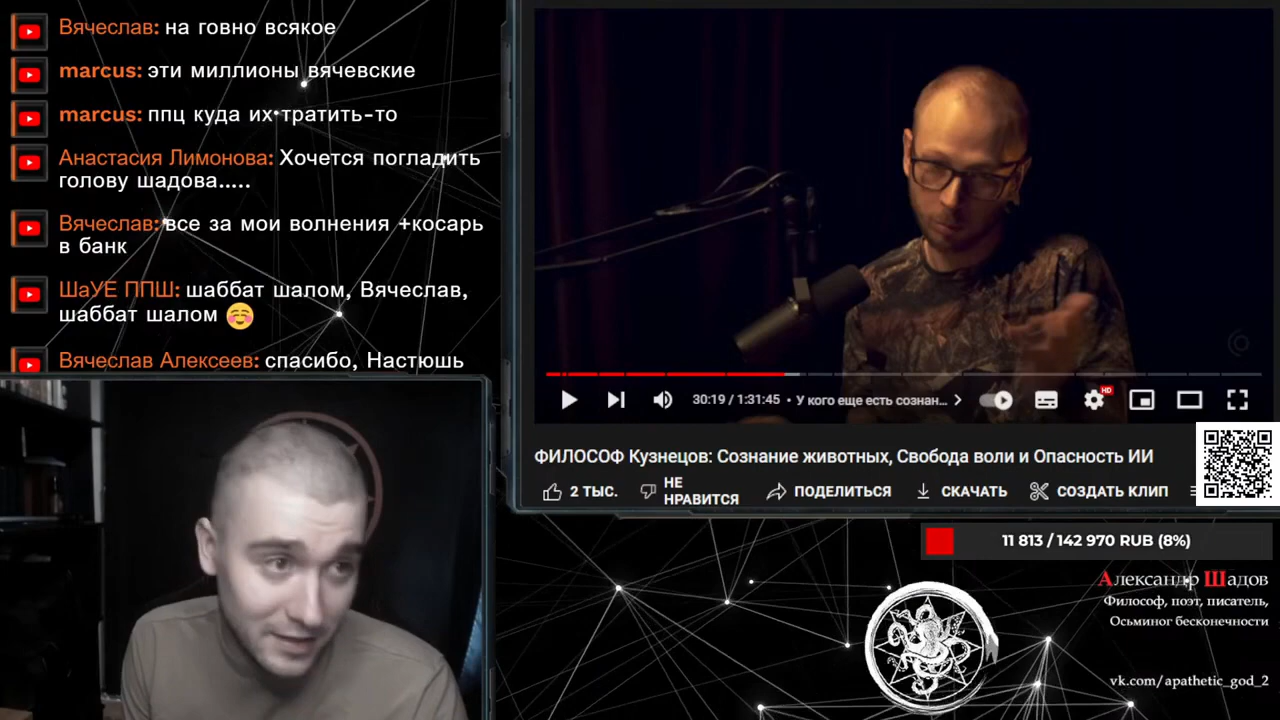 Вячеслав: на говно всякое
marcus: эти миллионы вячевские
marcus: ппц куда их тратить-то
Анастасия Лимонова: Хочется погладить
голову шадова.....
Вячеслав: все за мои волнения +косарь
в банк
ШаУЕ ППШ: шаббат шалом, Вячеслав,
шаббат шалом ☺️
Вячеслав Алексеев: спасибо, Настюшь
30:19 / 1:31:45 • У кого еще есть сознан...
HD
ФИЛОСОФ Кузнецов: Сознание животных, Свобода воли и Опасность ИИ
2 ТЫС.
НЕ
НРАВИТСЯ
ПОДЕЛИТЬСЯ
СКАЧАТЬ
СОЗДАТЬ КЛИП
11 813 / 142 970 RUB (8%)
Александр Шадов
Философ, поэт, писатель,
Осьминог бесконечности
vk.com/apathetic_god_2